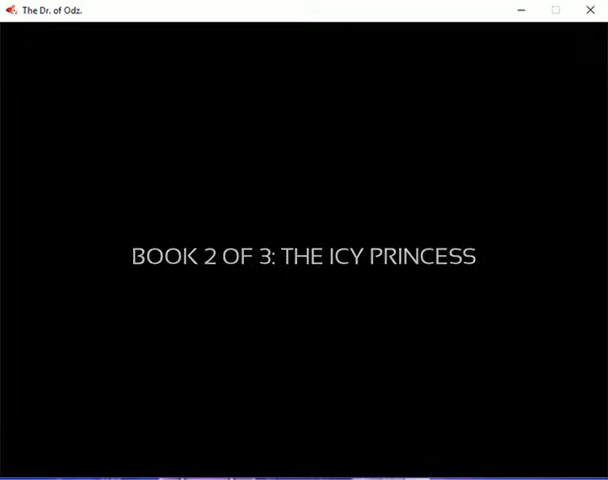 The Dr. of Odz.
BOOK 2 OF 3: THE ICY PRINCESS